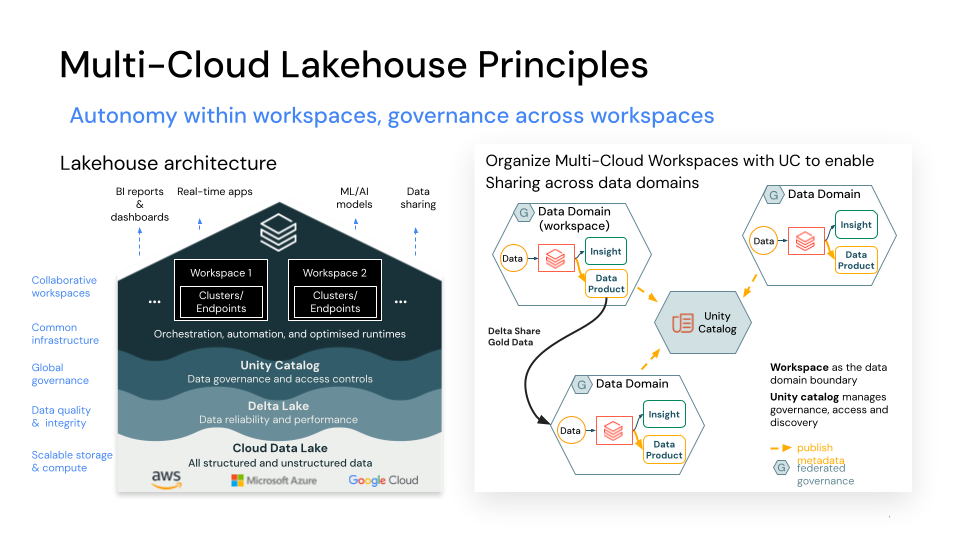 Multi-Cloud Lakehouse Principles
Autonomy within workspaces, governance across workspaces
Lakehouse architecture
BI reports
&
dashboards
Real-time apps
ML/AI
models
Data
sharing
Collaborative
workspaces
Common
infrastructure
Global
governance
Data quality
& integrity
Scalable storage
& compute
...
Workspace 1
Clusters/
Endpoints
Workspace 2
Clusters/
Endpoints
...
Orchestration, automation, and optimised runtimes
Unity Catalog
Data governance and access controls
Delta Lake
Data reliability and performance
Cloud Data Lake
All structured and unstructured data
aws
Microsoft Azure
Google Cloud
Organize Multi-Cloud Workspaces with UC to enable
Sharing across data domains
G
Data Domain
(workspace)
Data
Insight
Data
Product
G
Data Domain
Data
Insight
Data
Product
Unity
Catalog
Delta Share
Gold Data
G
Data Domain
Data
Insight
Data
Product
Workspace as the data
domain boundary
Unity catalog manages
governance, access and
discovery
publish
metadata
G
federated
governance